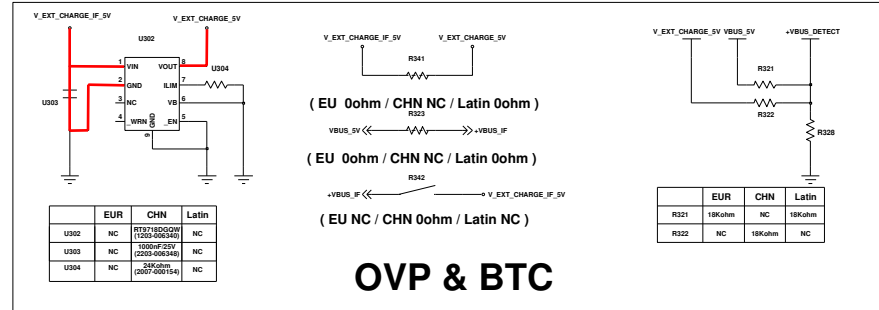 V_EXT_CHARGE_IF_5V
V_EXT_CHARGE_5V
U302
1
VIN
VOUT
8
2
GND
ILIM
7
U304
U303
3
NC
VB
6
4
_WRN
GND
_EN
5
9
EUR CHN Latin
U302 NC RT9718DGQW (1203-006340) NC
U303 NC 1000nF/25V (2203-006348) NC
U304 NC 24Kohm (2007-000154) NC
V_EXT_CHARGE_IF_5V
V_EXT_CHARGE_5V
R341
( EU 0ohm / CHN NC / Latin 0ohm )
VBUS_5V
R323
+VBUS_IF
( EU 0ohm / CHN NC / Latin 0ohm )
+VBUS_IF
R342
V_EXT_CHARGE_IF_5V
( EU NC / CHN 0ohm / Latin NC )
OVP & BTC
V_EXT_CHARGE_5V
VBUS_5V
+VBUS_DETECT
R321
R322
R328
EUR CHN Latin
R321 18Kohm NC 18Kohm
R322 NC 18Kohm NC